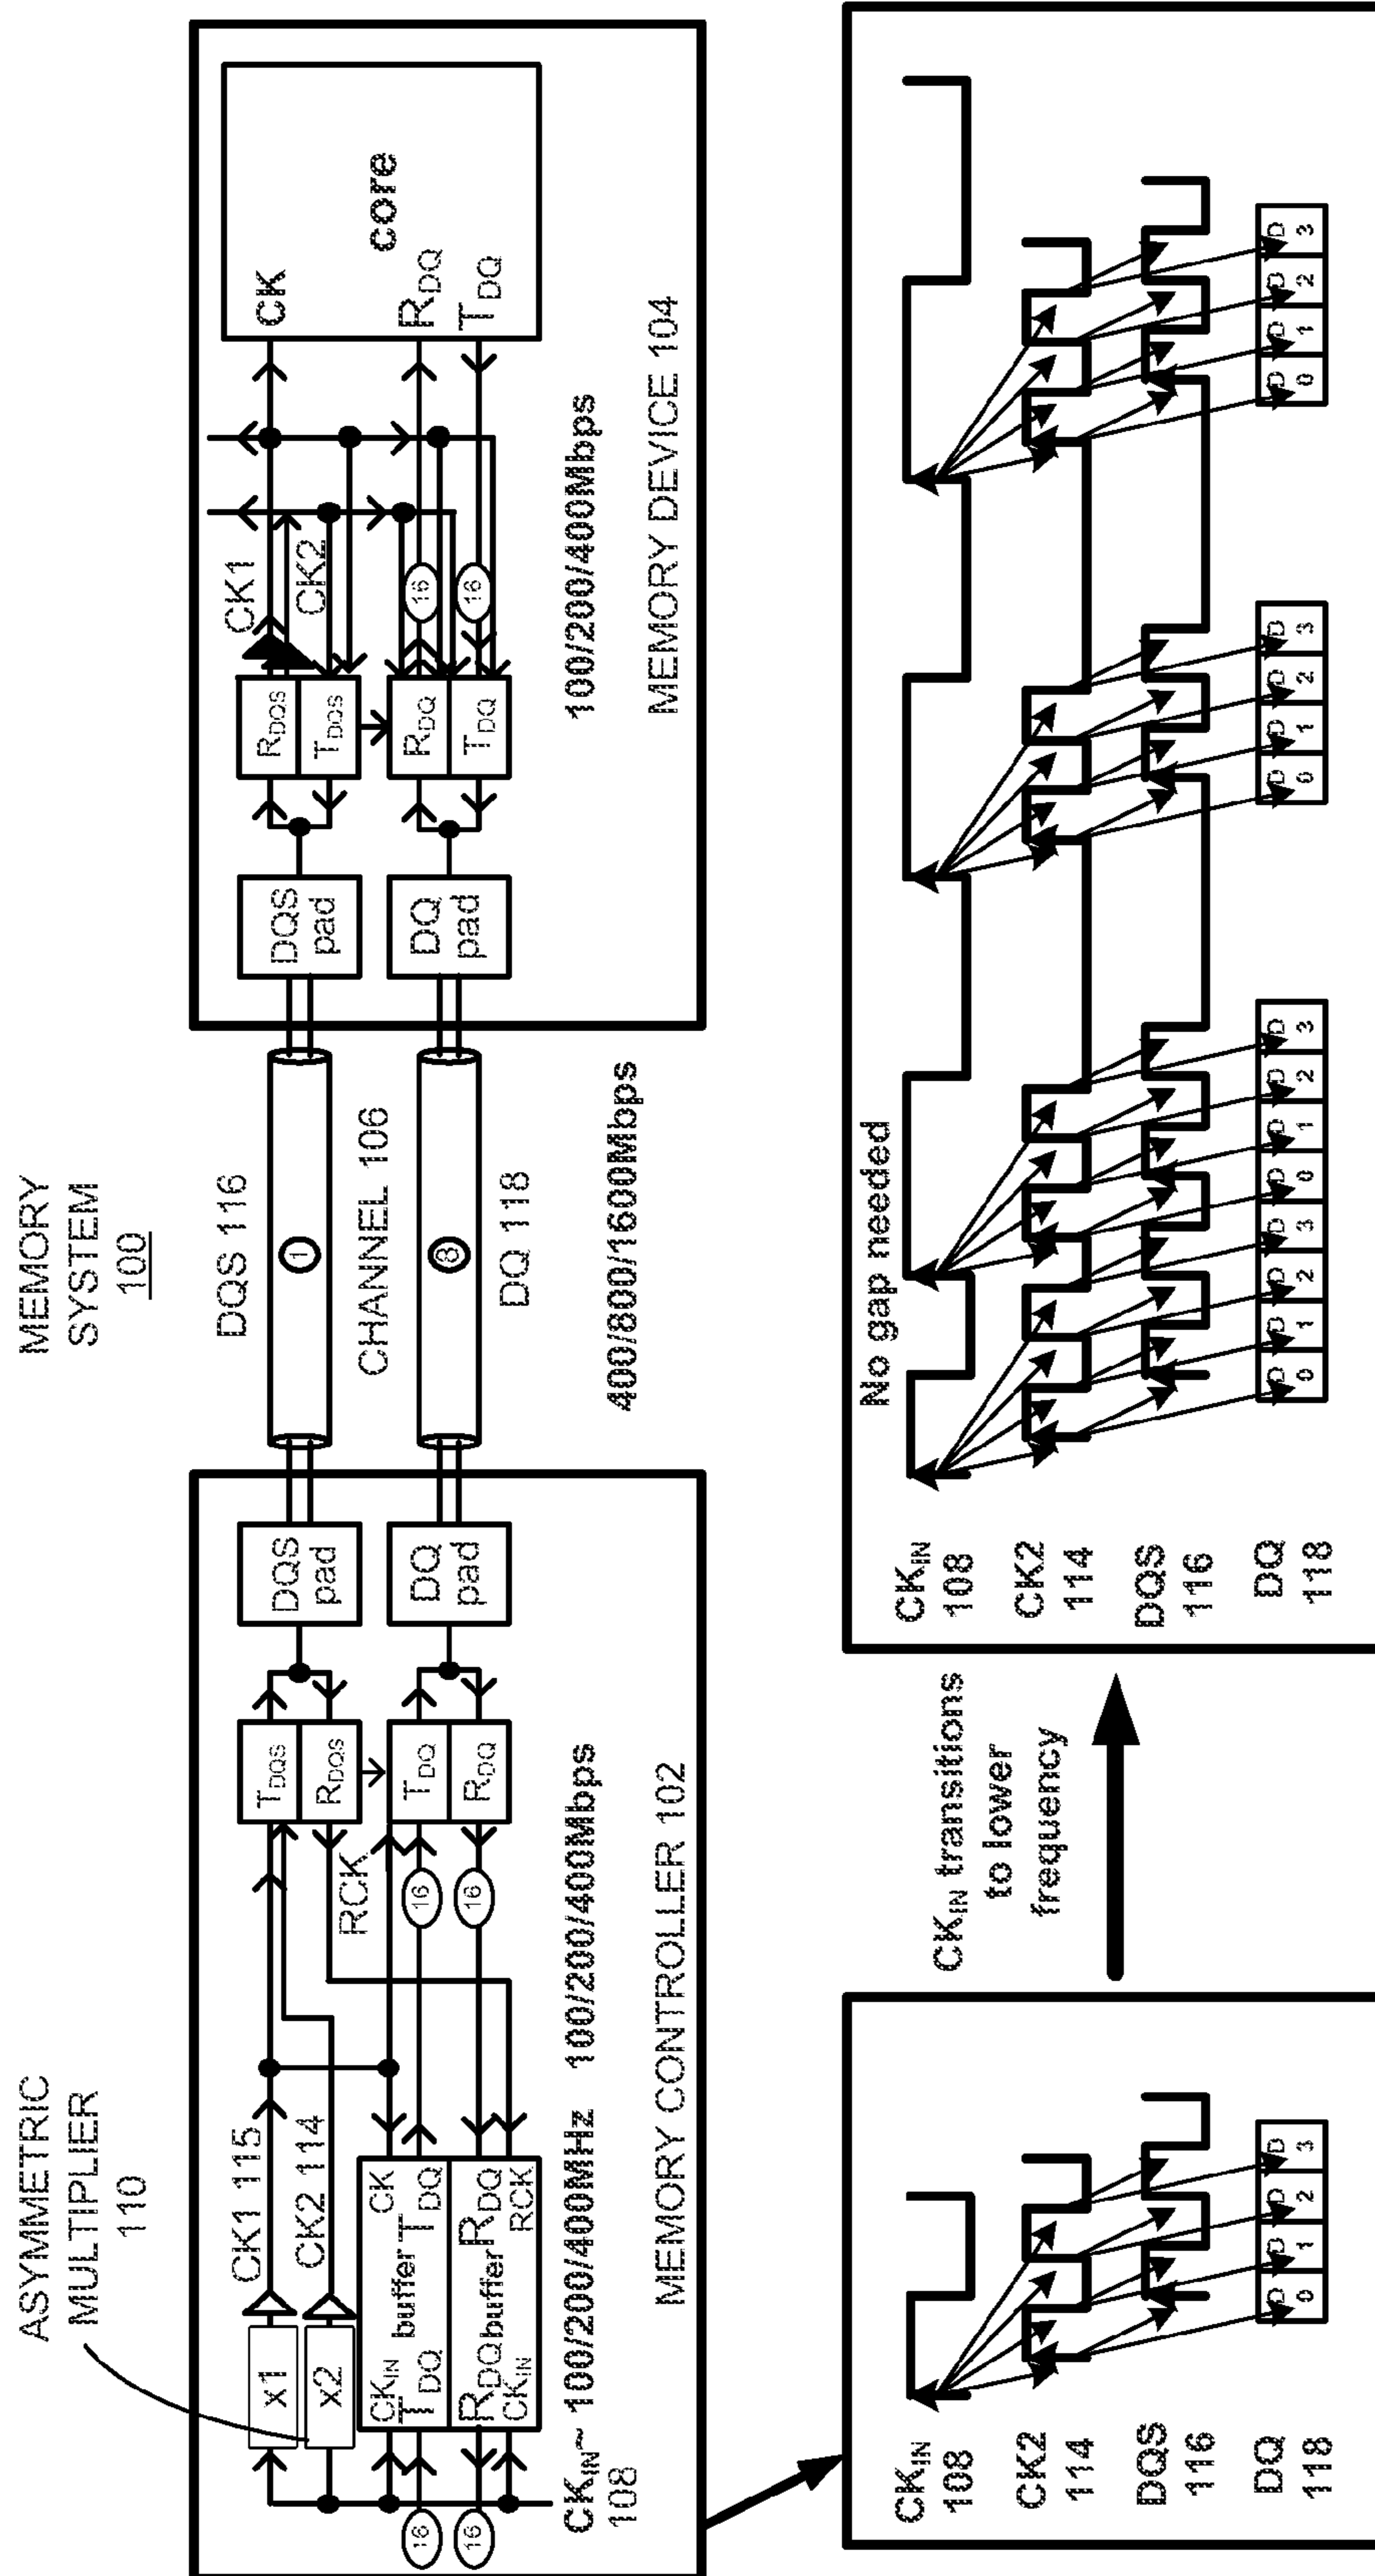 MEMORY
SYSTEM
100
ASYMMETRIC
MULTIPLIER
110
x1
x2
CK1 115
CK2 114
CKIN
CK
TDQ
buffer
TDQ
RDQ
buffer
RDQ
CKIN
RCK
16
16
CKIN~ 100/200/400MHz
108
100/200/400Mbps
MEMORY CONTROLLER 102
TDQS
RDQS
RCK
TDQ
RDQ
16
16
DQS
pad
DQ
pad
DQS 116
1
CHANNEL 106
8
DQ 118
400/800/1600Mbps
DQS
pad
DQ
pad
RDQS
TDQS
RDQ
TDQ
CK1
CK2
16
16
CK
core
RDQ
TDQ
100/200/400Mbps
MEMORY DEVICE 104
CKIN
108
CK2
114
DQS
116
DQ
118
D D D D
0 1 2 3
CKIN transitions
to lower
frequency
CKIN
108
CK2
114
DQS
116
DQ
118
No gap needed
D D D D D D D D
0 1 2 3 0 1 2 3
D D D D
0 1 2 3
D D D D
0 1 2 3